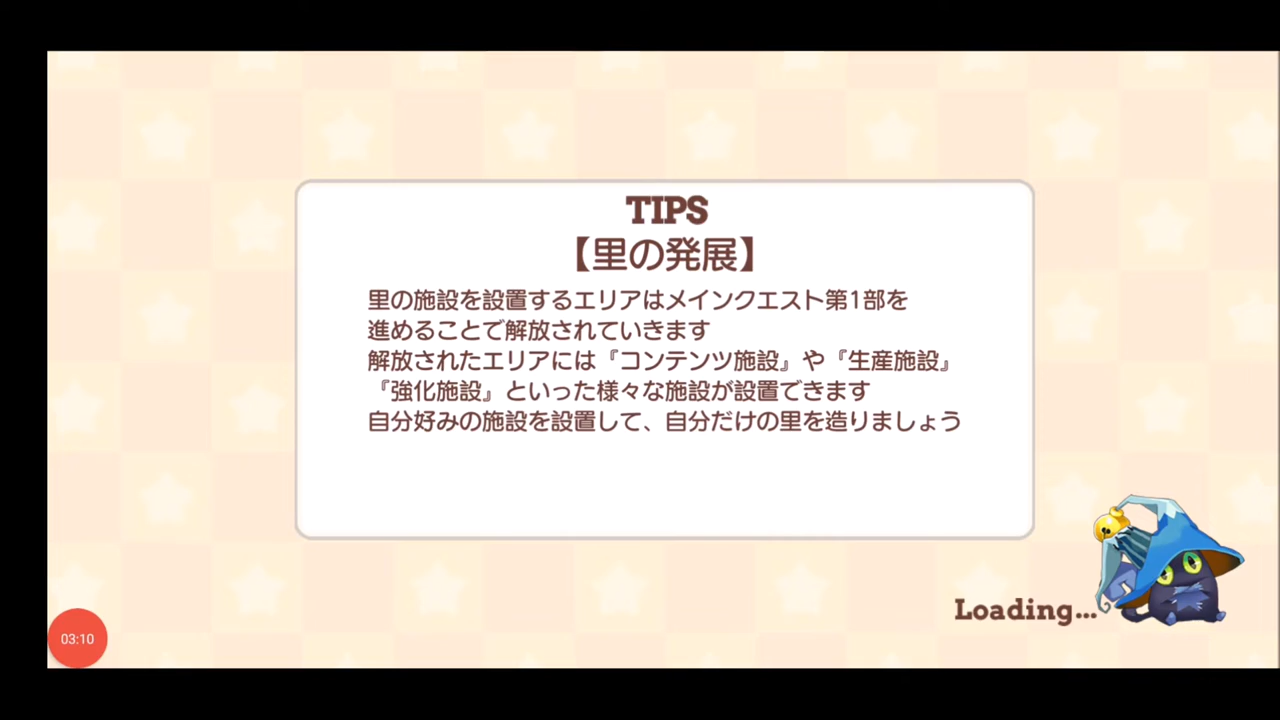 TIPS
【里の発展】
里の施設を設置するエリアはメインクエスト第1部を
進めることで解放されていきます
解放されたエリアには『コンテンツ施設』や『生産施設』
『強化施設』といった様々な施設が設置できます
自分好みの施設を設置して、自分だけの里を造りましょう
Loading...
03:10